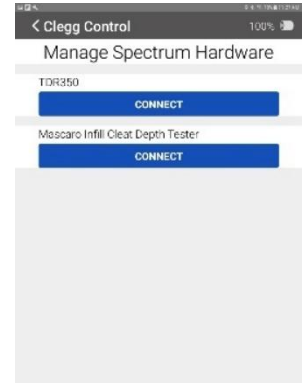 < Clegg Control 100%
Manage Spectrum Hardware
TDR350
CONNECT
Mascaro Infill Cleat Depth Tester
CONNECT